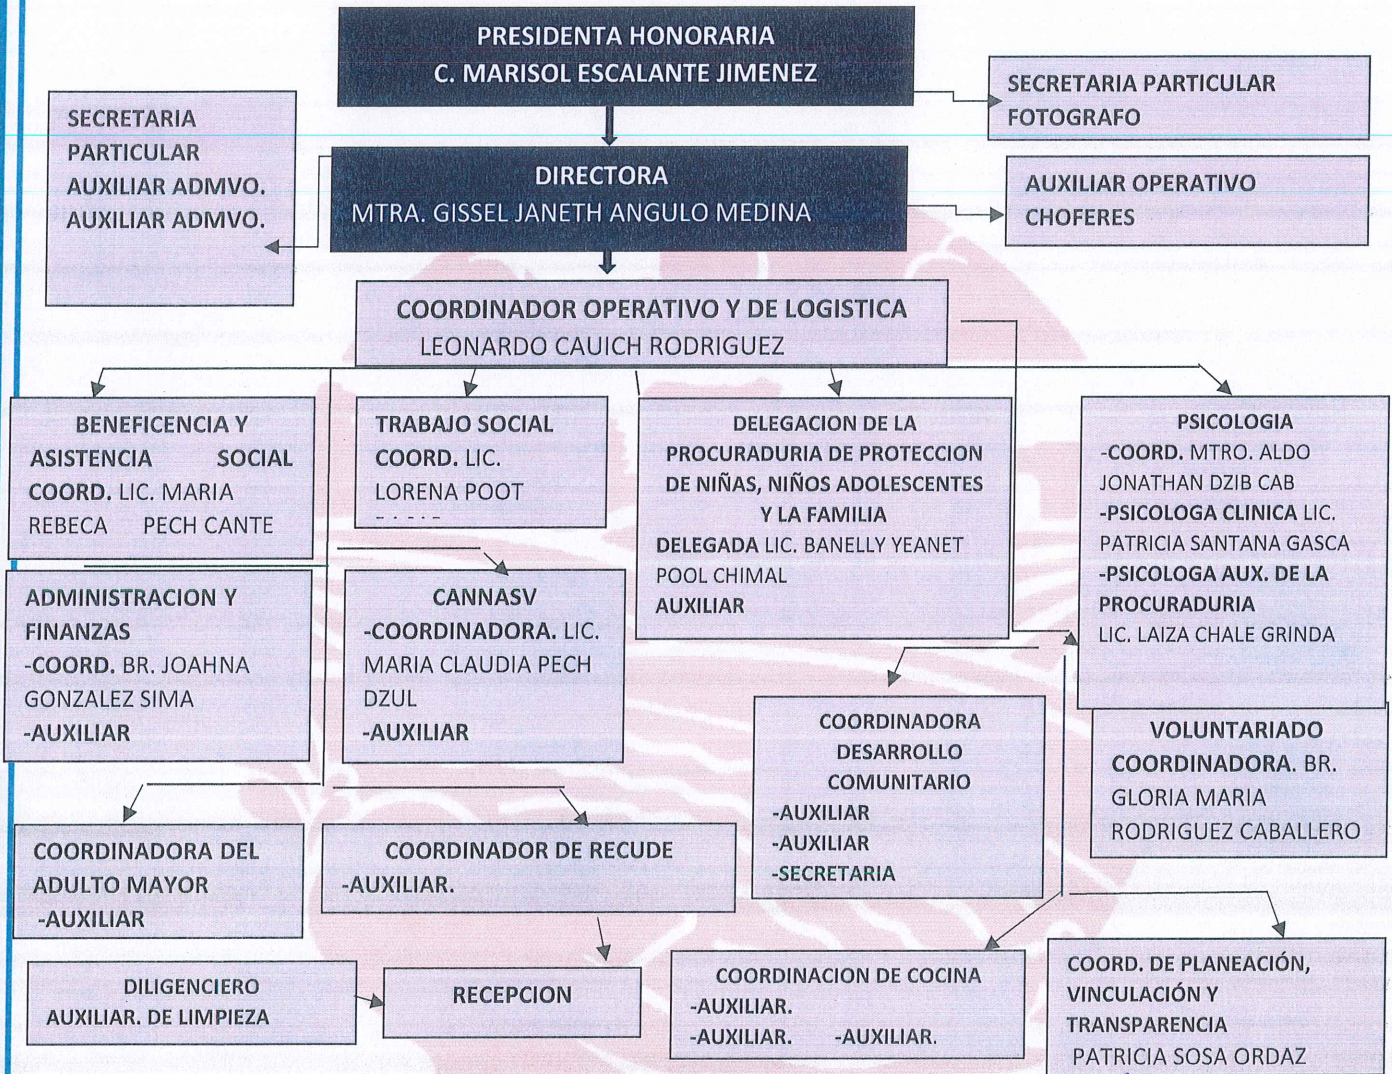 PRESIDENTA HONORARIA
C. MARISOL ESCALANTE JIMENEZ
SECRETARIA PARTICULAR
FOTOGRAFO
SECRETARIA
PARTICULAR
AUXILIAR ADMVO.
AUXILIAR ADMVO.
DIRECTORA
MTRA. GISSEL JANETH ANGULO MEDINA
AUXILIAR OPERATIVO
CHOFERES
COORDINADOR OPERATIVO Y DE LOGISTICA
LEONARDO CAUICH RODRIGUEZ
BENEFICENCIA Y
ASISTENCIA SOCIAL
COORD. LIC. MARIA
REBECA PECH CANTE
TRABAJO SOCIAL
COORD. LIC.
LORENA POOT
DELEGACION DE LA
PROCURADURIA DE PROTECCION
DE NIÑAS, NIÑOS ADOLESCENTES
Y LA FAMILIA
DELEGADA LIC. BANELLY YEANET
POOL CHIMAL
AUXILIAR
PSICOLOGIA
-COORD. MTRO. ALDO
JONATHAN DZIB CAB
-PSICOLOGA CLINICA LIC.
PATRICIA SANTANA GASCA
-PSICOLOGA AUX. DE LA
PROCURADURIA
LIC. LAIZA CHALE GRINDA
ADMINISTRACION Y
FINANZAS
-COORD. BR. JOAHNA
GONZALEZ SIMA
-AUXILIAR
CANNASV
-COORDINADORA. LIC.
MARIA CLAUDIA PECH
DZUL
-AUXILIAR
COORDINADORA
DESARROLLO
COMUNITARIO
-AUXILIAR
-AUXILIAR
-SECRETARIA
VOLUNTARIADO
COORDINADORA. BR.
GLORIA MARIA
RODRIGUEZ CABALLERO
COORDINADORA DEL
ADULTO MAYOR
-AUXILIAR
COORDINADOR DE RECUDE
-AUXILIAR.
DILIGENCIERO
AUXILIAR. DE LIMPIEZA
RECEPCION
COORDINACION DE COCINA
-AUXILIAR.
-AUXILIAR. -AUXILIAR.
COORD. DE PLANEACIÓN,
VINCULACIÓN Y
TRANSPARENCIA
PATRICIA SOSA ORDAZ